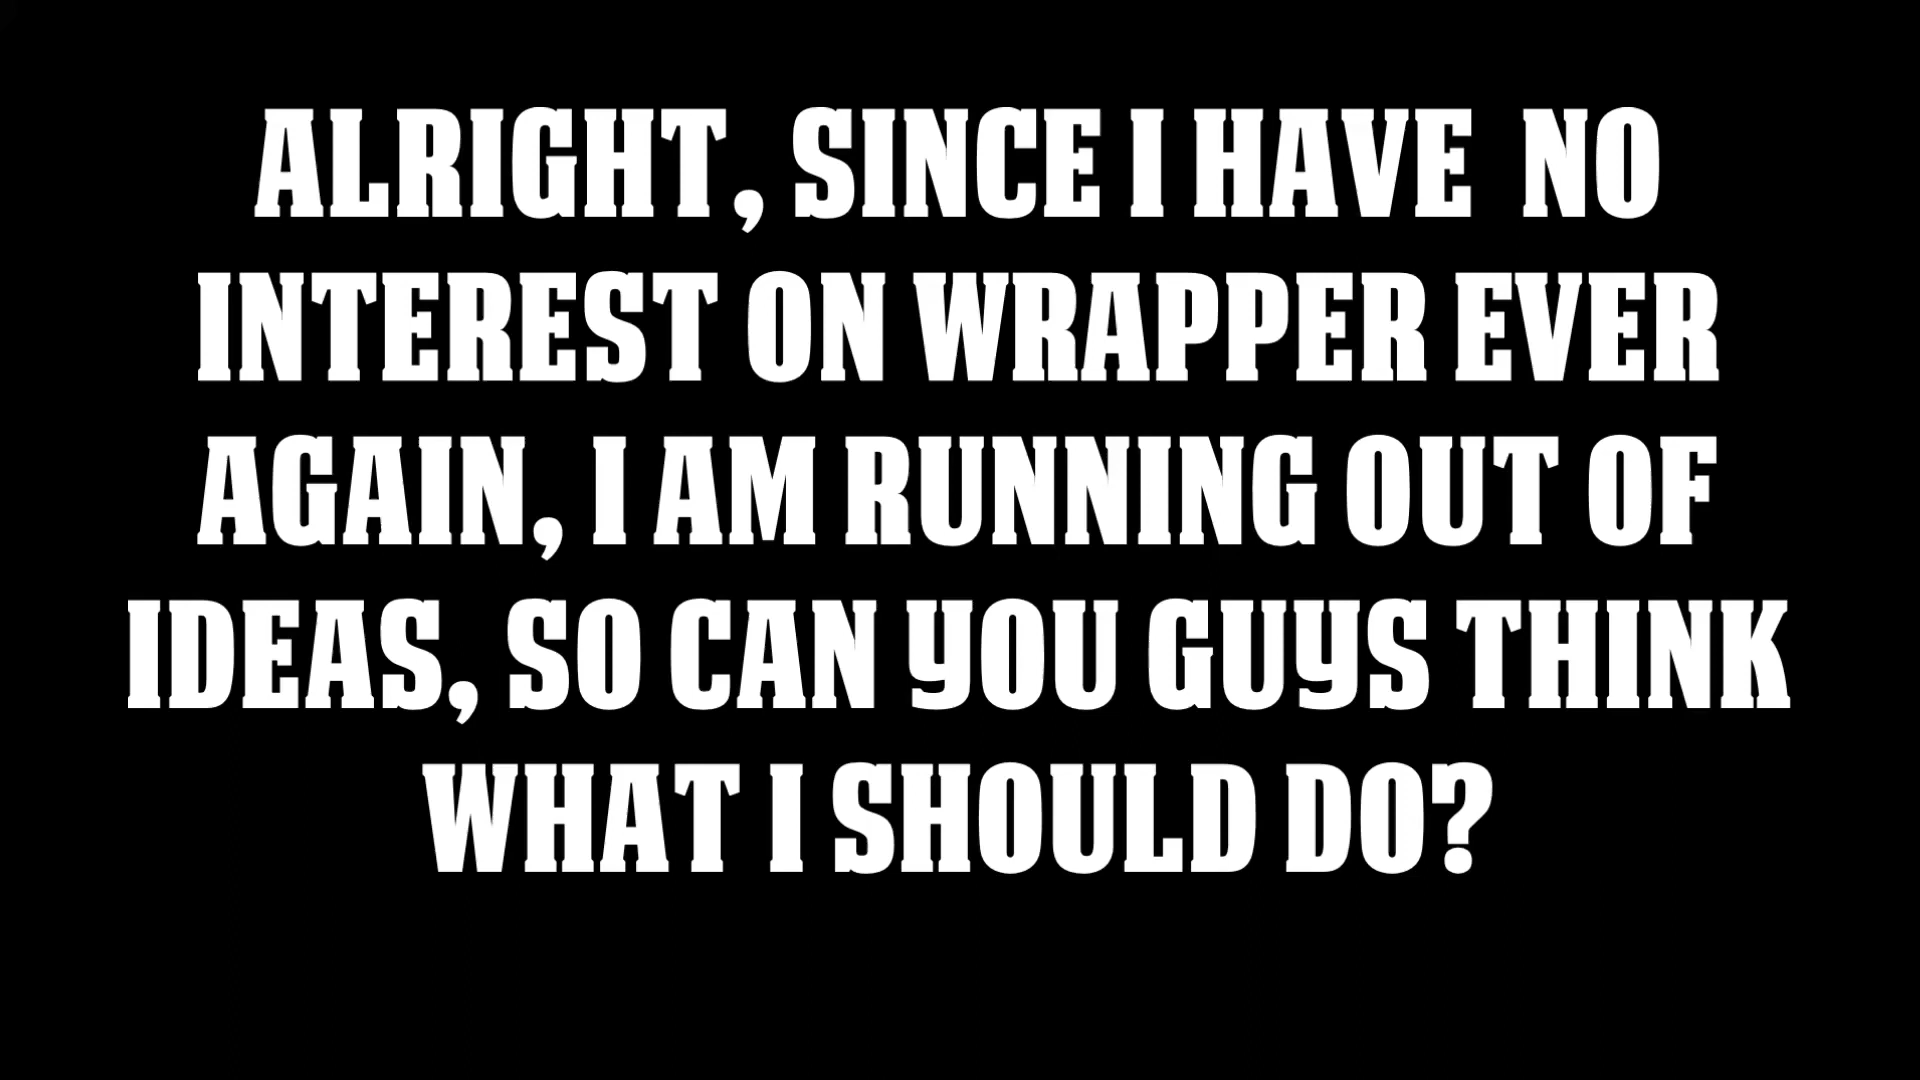 ALRIGHT, SINCE I HAVE  NO
INTEREST ON WRAPPER EVER
AGAIN, I AM RUNNING OUT OF
IDEAS, SO CAN YOU GUYS THINK
WHAT I SHOULD DO?